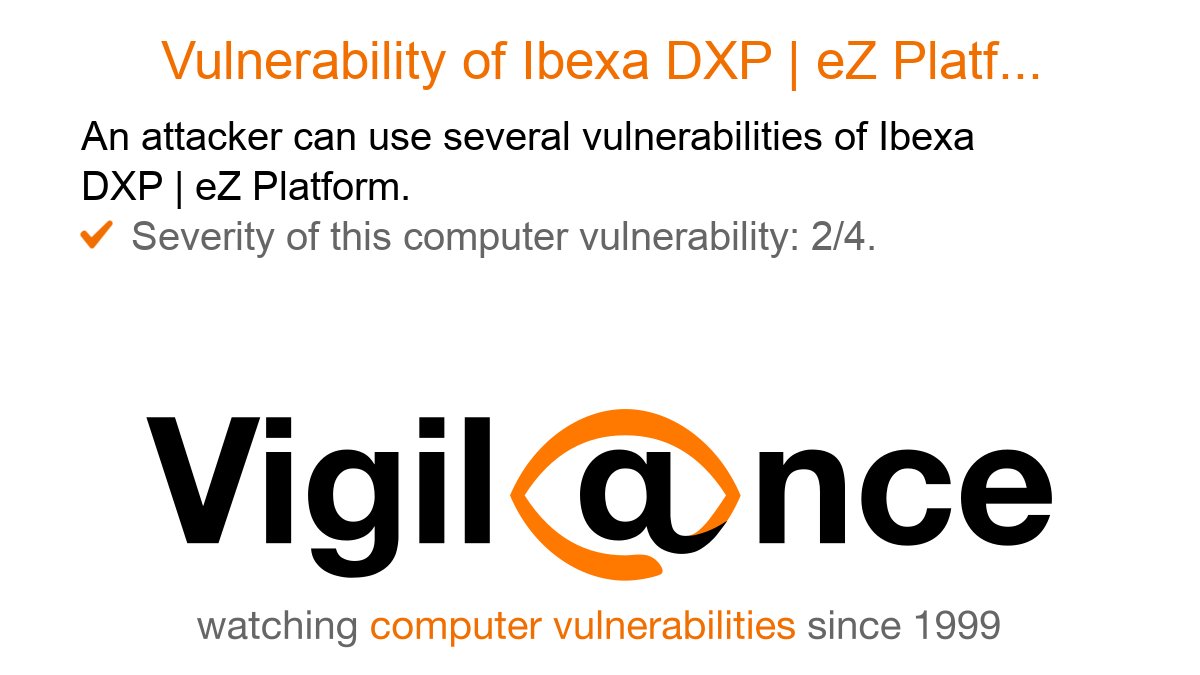 Vulnerability of Ibexa DXP | eZ Platf...
An attacker can use several vulnerabilities of Ibexa
DXP | eZ Platform.
✔ Severity of this computer vulnerability: 2/4.
Vigil@nce
watching computer vulnerabilities since 1999